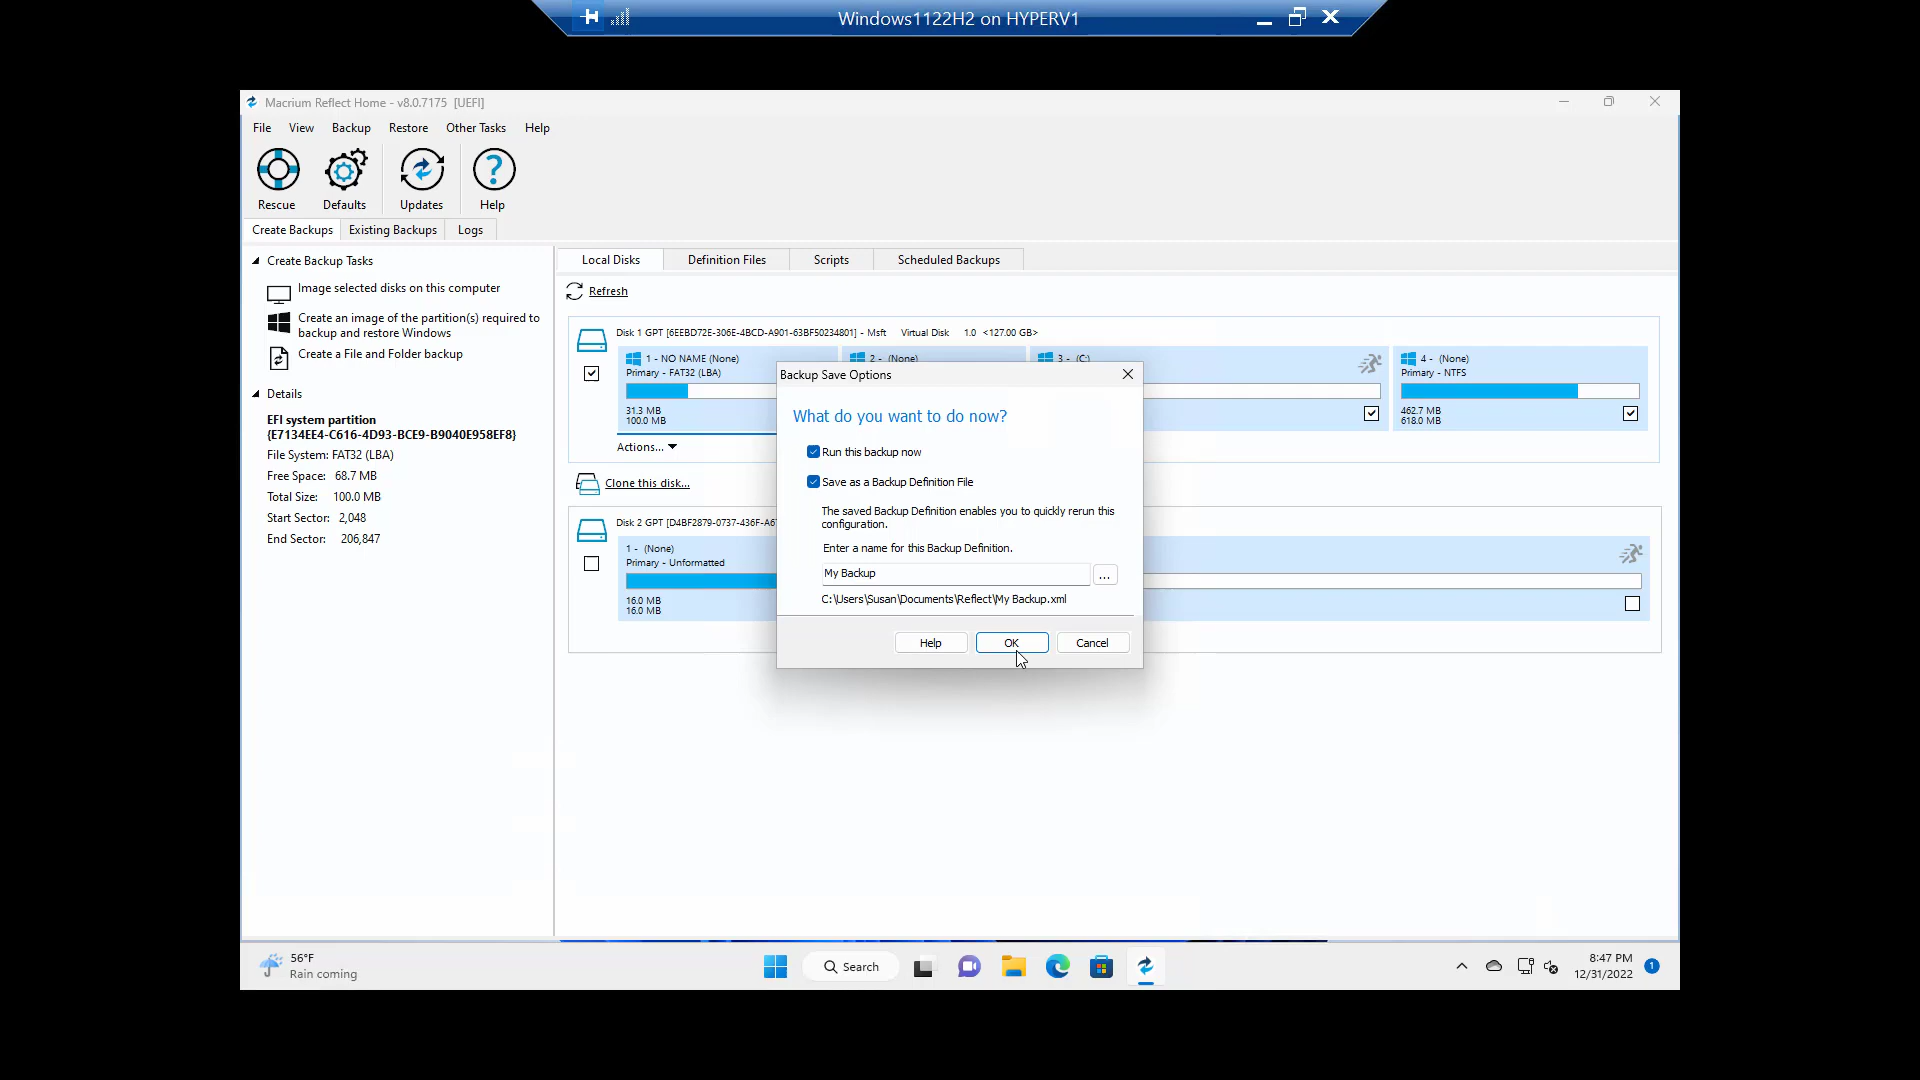 Windows1122H2 on HYPERV1
Macrium Reflect Home - v8.0.7175 [UEFI]
File View Backup Restore Other Tasks Help
Rescue Defaults Updates Help
Create Backups Existing Backups Logs
Create Backup Tasks
Image selected disks on this computer
Create an image of the partition(s) required to
backup and restore Windows
Create a File and Folder backup
Details
EFI system partition
{E7134EE4-C616-4D93-BCE9-B9040E958EF8}
File System: FAT32 (LBA)
Free Space: 68.7 MB
Total Size: 100.0 MB
Start Sector: 2,048
End Sector: 206,847
Local Disks Definition Files Scripts Scheduled Backups
Refresh
Disk 1 GPT [6EEBD72E-306E-4BCD-A901-63BF50234801] - Msft Virtual Disk 1.0 <127.00 GB>
1 - NO NAME (None)
Primary - FAT32 (LBA)
31.3 MB
100.0 MB
2 - (None)
3 - (C:)
4 - (None)
Primary - NTFS
462.7 MB
618.0 MB
Actions...
Clone this disk...
Disk 2 GPT [D4BF2879-0737-436F-A6
1 - (None)
Primary - Unformatted
16.0 MB
16.0 MB
Backup Save Options
What do you want to do now?
Run this backup now
Save as a Backup Definition File
The saved Backup Definition enables you to quickly rerun this
configuration.
Enter a name for this Backup Definition.
My Backup
...
C:\Users\Susan\Documents\Reflect\My Backup.xml
Help OK Cancel
56°F
Rain coming
Search
8:47 PM
12/31/2022
1